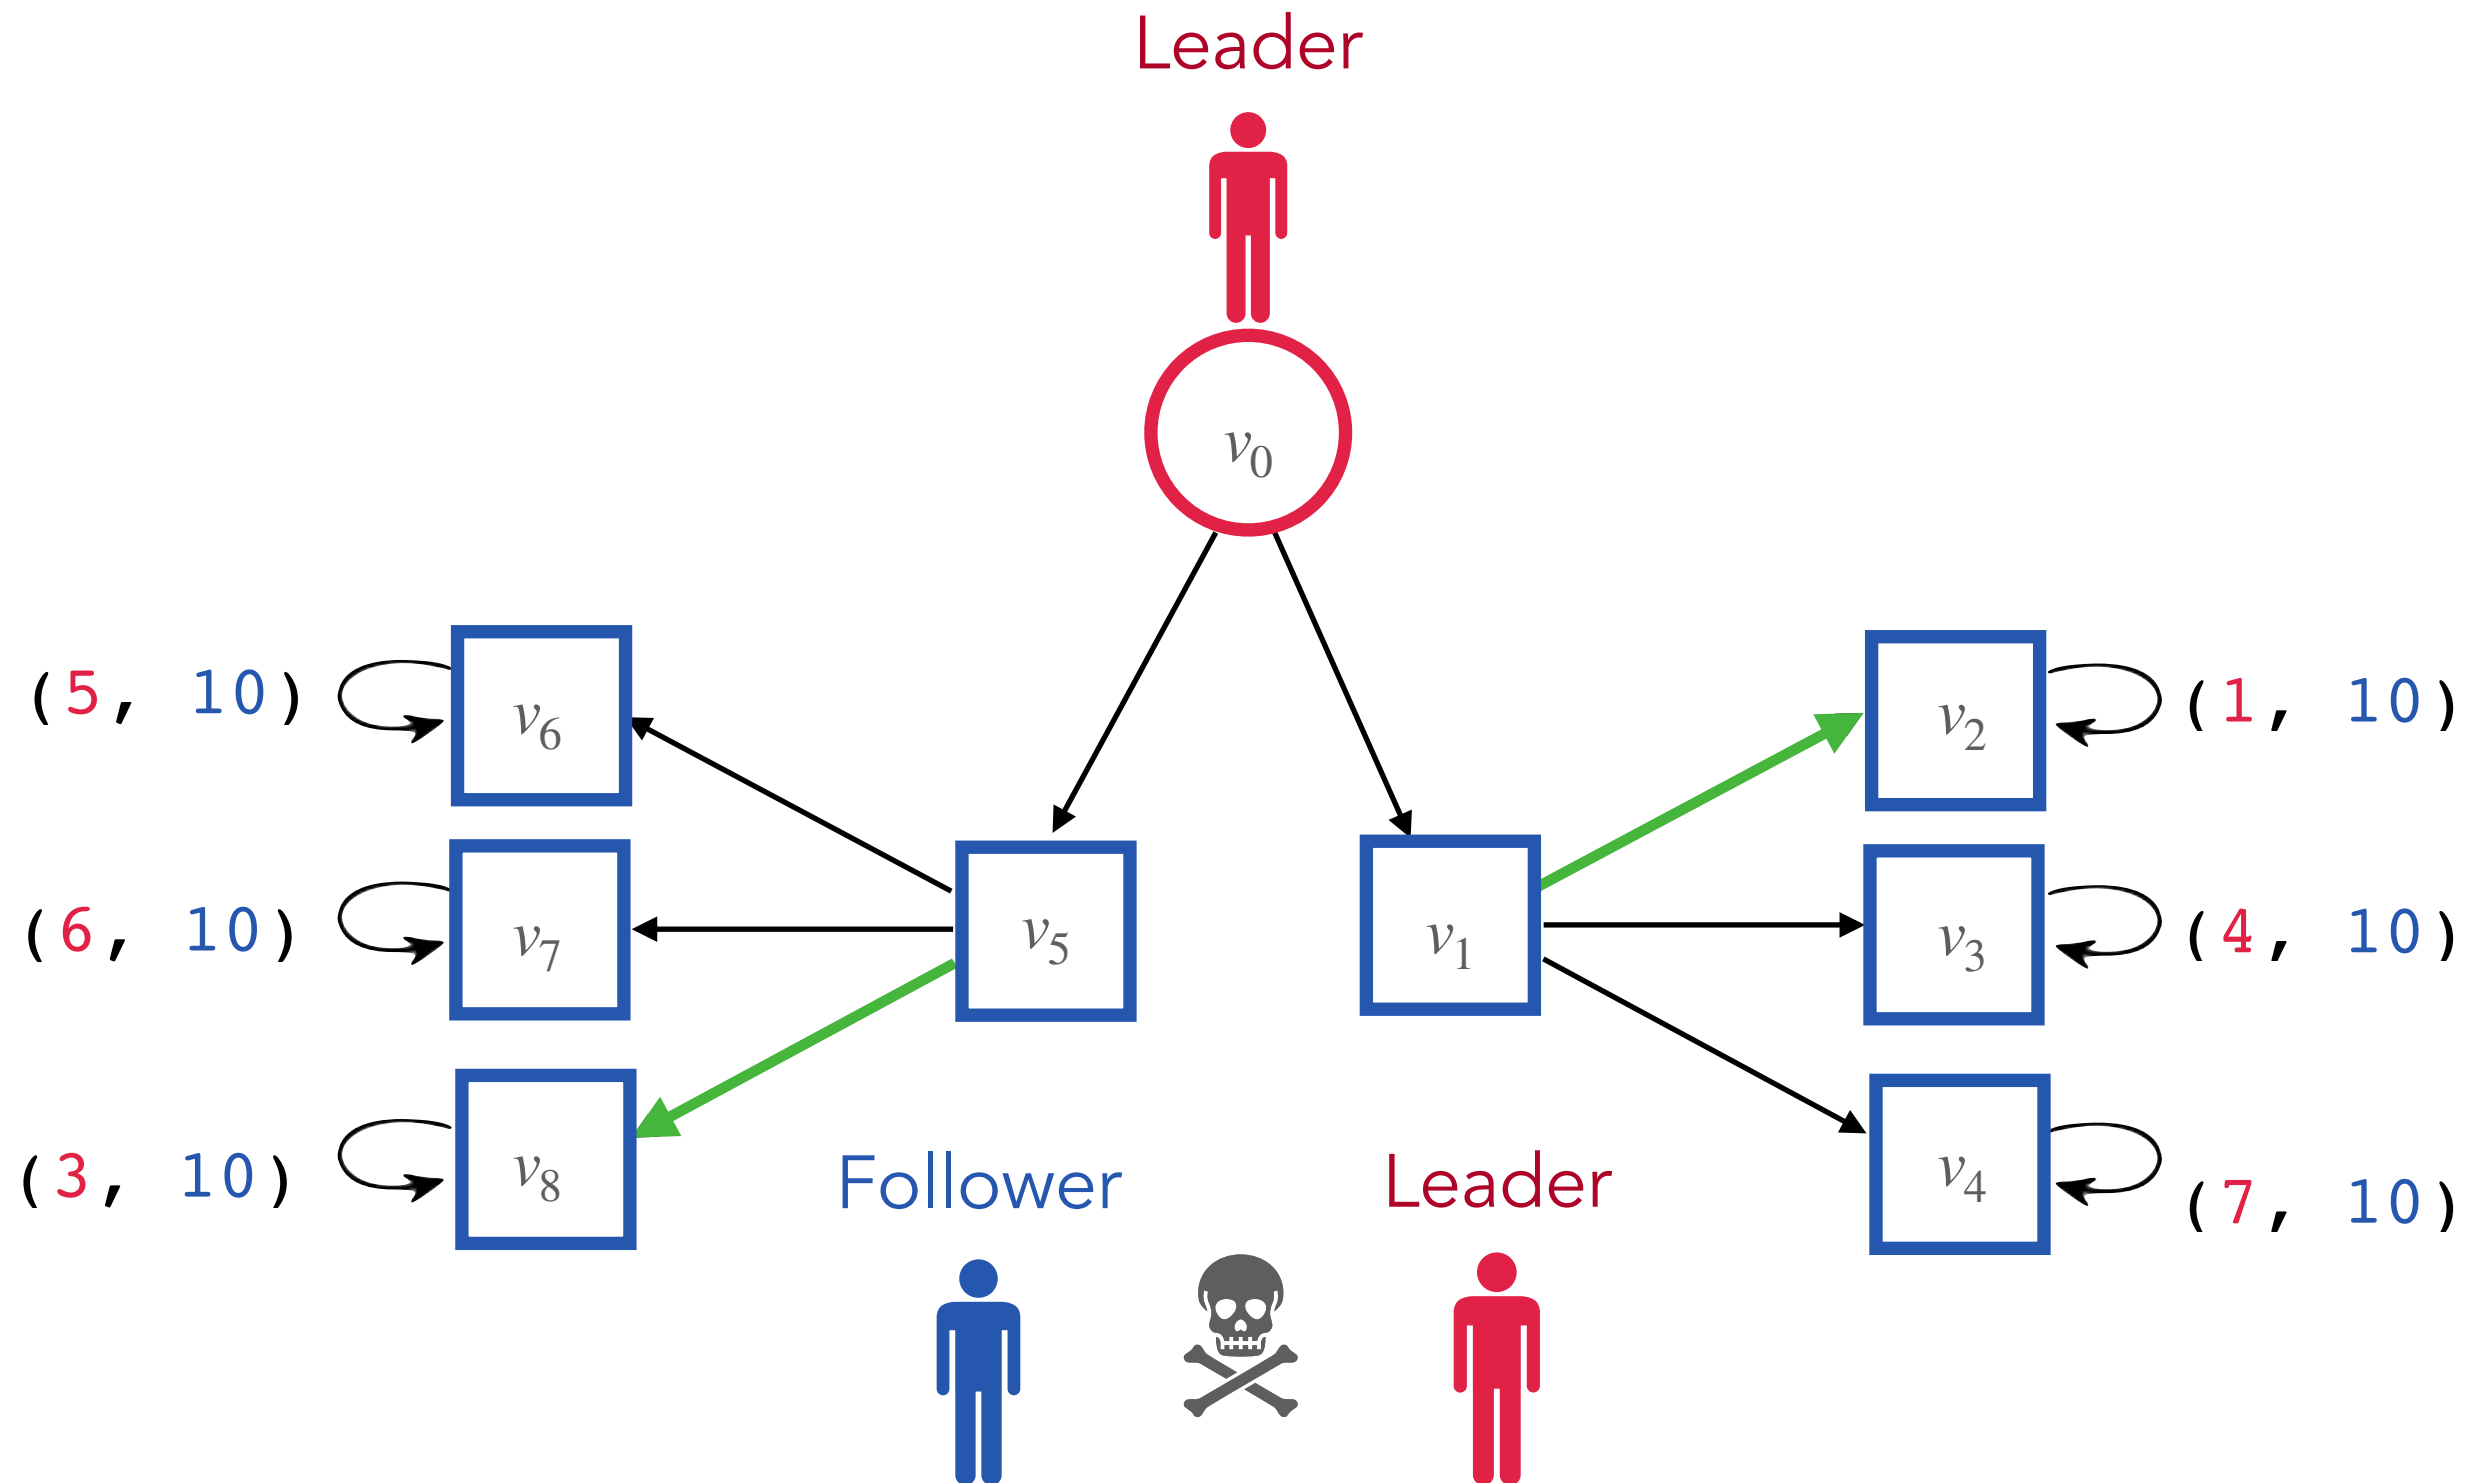 Leader
v0
(5, 10)
v6
v2
(1, 10)
(6, 10)
v7
v5
v1
v3
(4, 10)
(3, 10)
v8
Follower
Leader
v4
(7, 10)